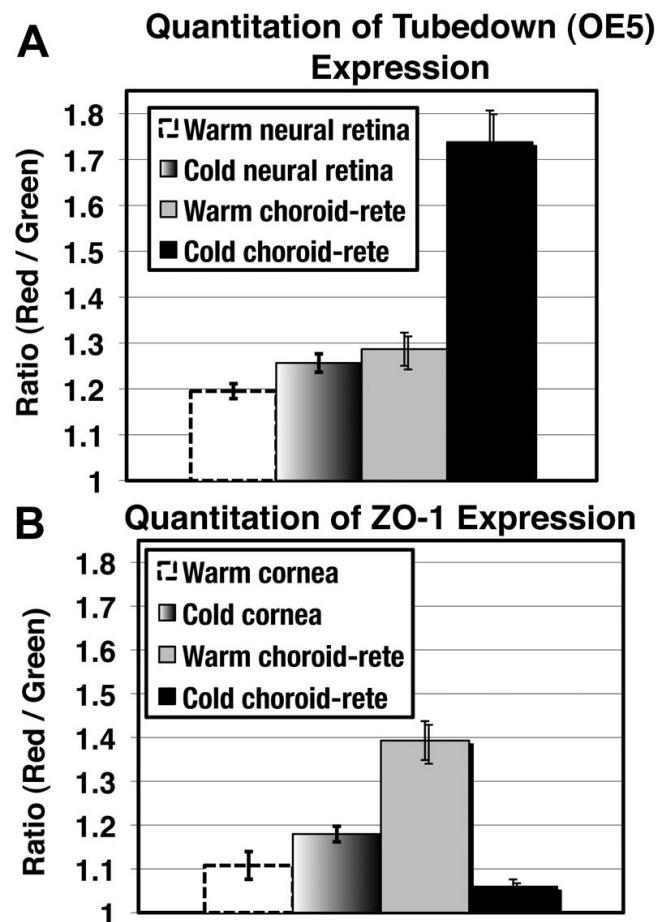 A
Quantitation of Tubedown (OE5)
Expression
Ratio (Red / Green)
1.8
1.7
1.6
1.5
1.4
1.3
1.2
1.1
1
Warm neural retina
Cold neural retina
Warm choroid-rete
Cold choroid-rete
B
Quantitation of ZO-1 Expression
Ratio (Red / Green)
1.8
1.7
1.6
1.5
1.4
1.3
1.2
1.1
1
Warm cornea
Cold cornea
Warm choroid-rete
Cold choroid-rete